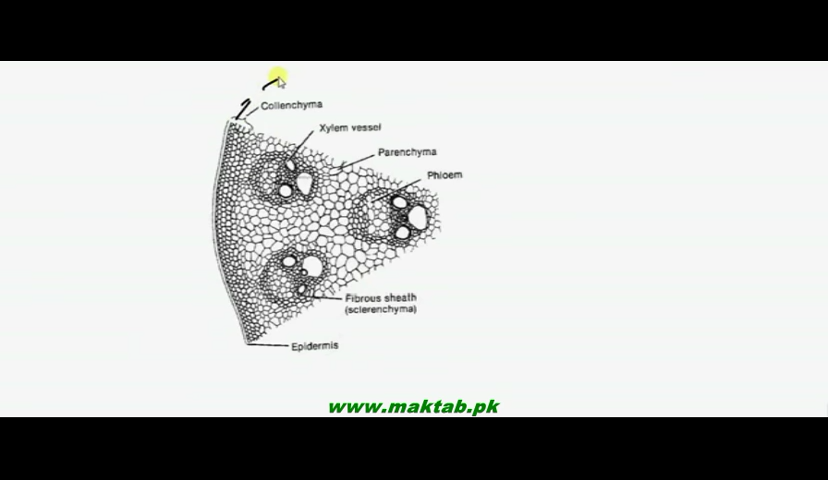 Collenchyma
Xylem vessel
Parenchyma
Phloem
Fibrous sheath
(sclerenchyma)
Epidermis
www.maktab.pk